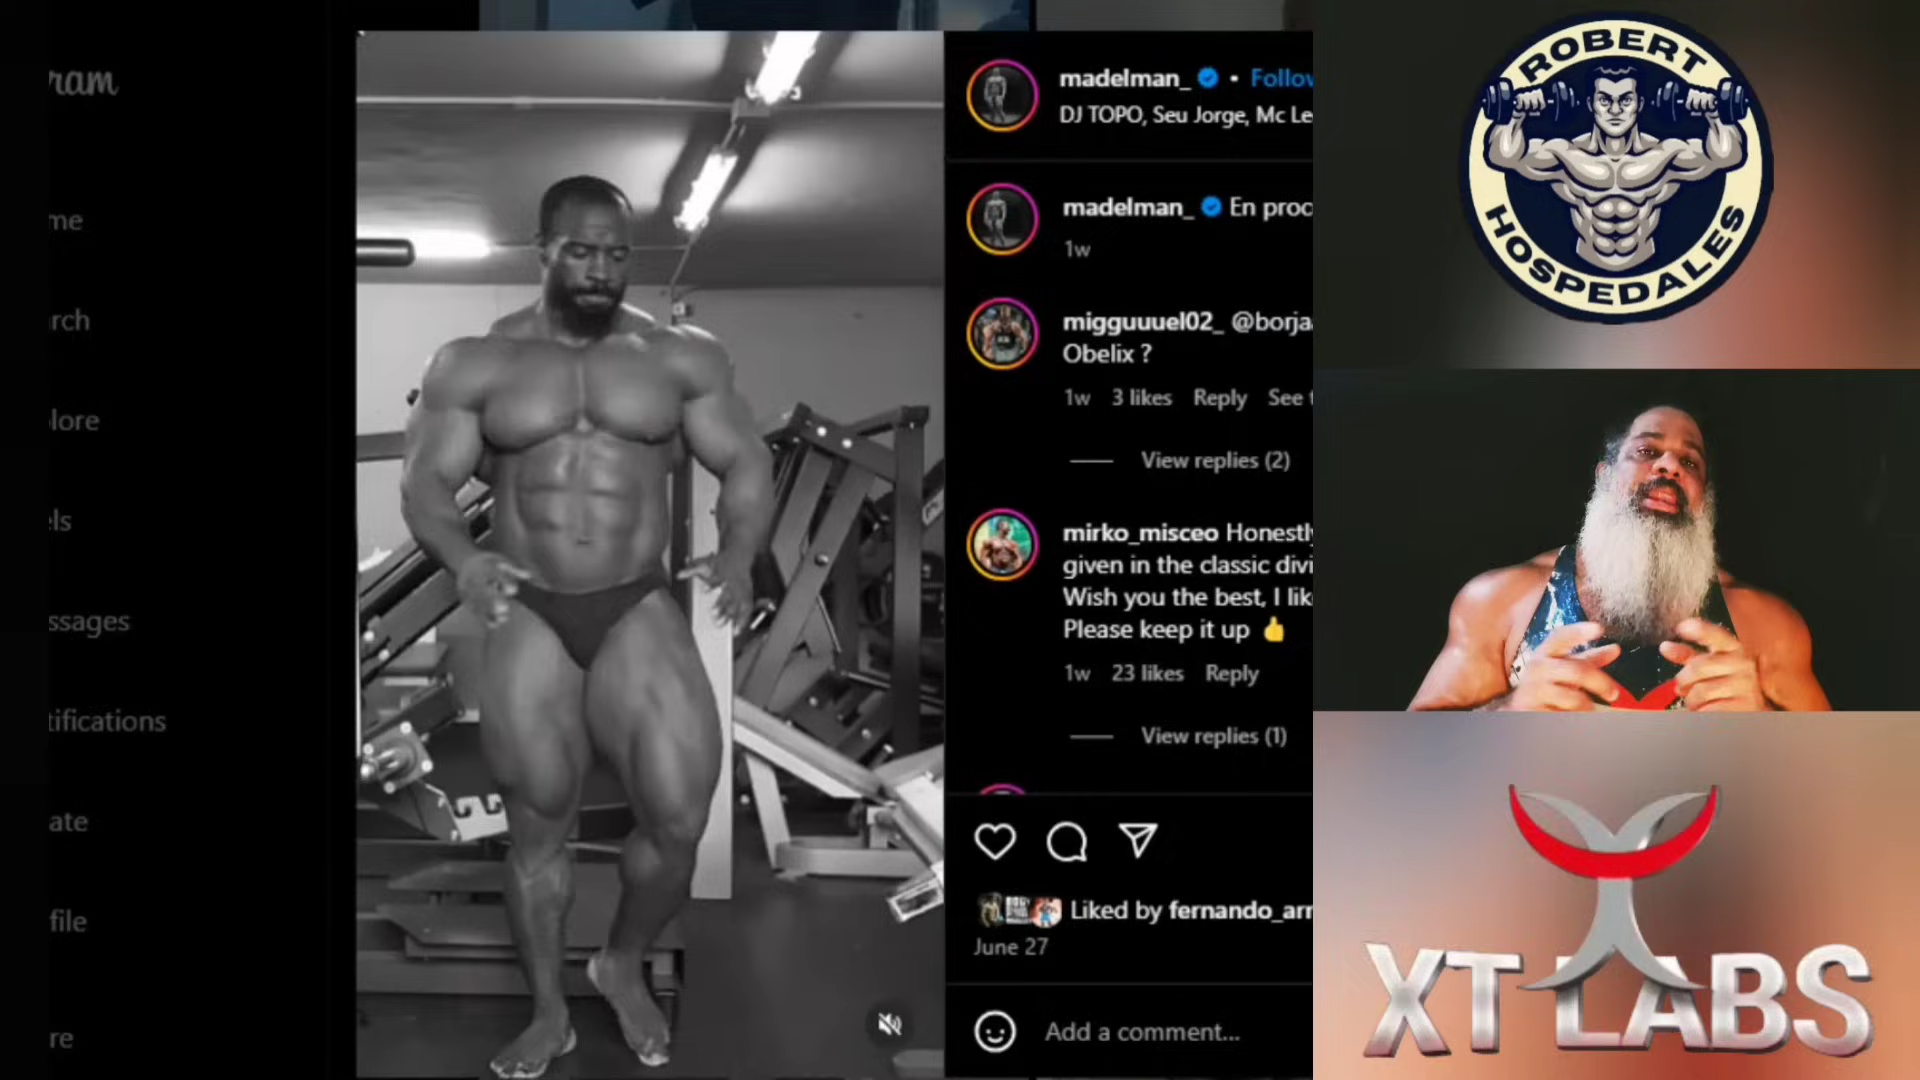 ram
me
rch
lore
els
ssages
tifications
ate
file
re
madelman_ • Follow
DJ TOPO, Seu Jorge, Mc Le
madelman_ En proc
1w
migguuuel02_ @borja
Obelix ?
1w 3 likes Reply See t
View replies (2)
mirko_misceo Honestly
given in the classic divi
Wish you the best, I lik
Please keep it up 👍
1w 23 likes Reply
View replies (1)
Liked by fernando_arr
June 27
Add a comment...
ROBERT
HOSPEDALES
XT LABS